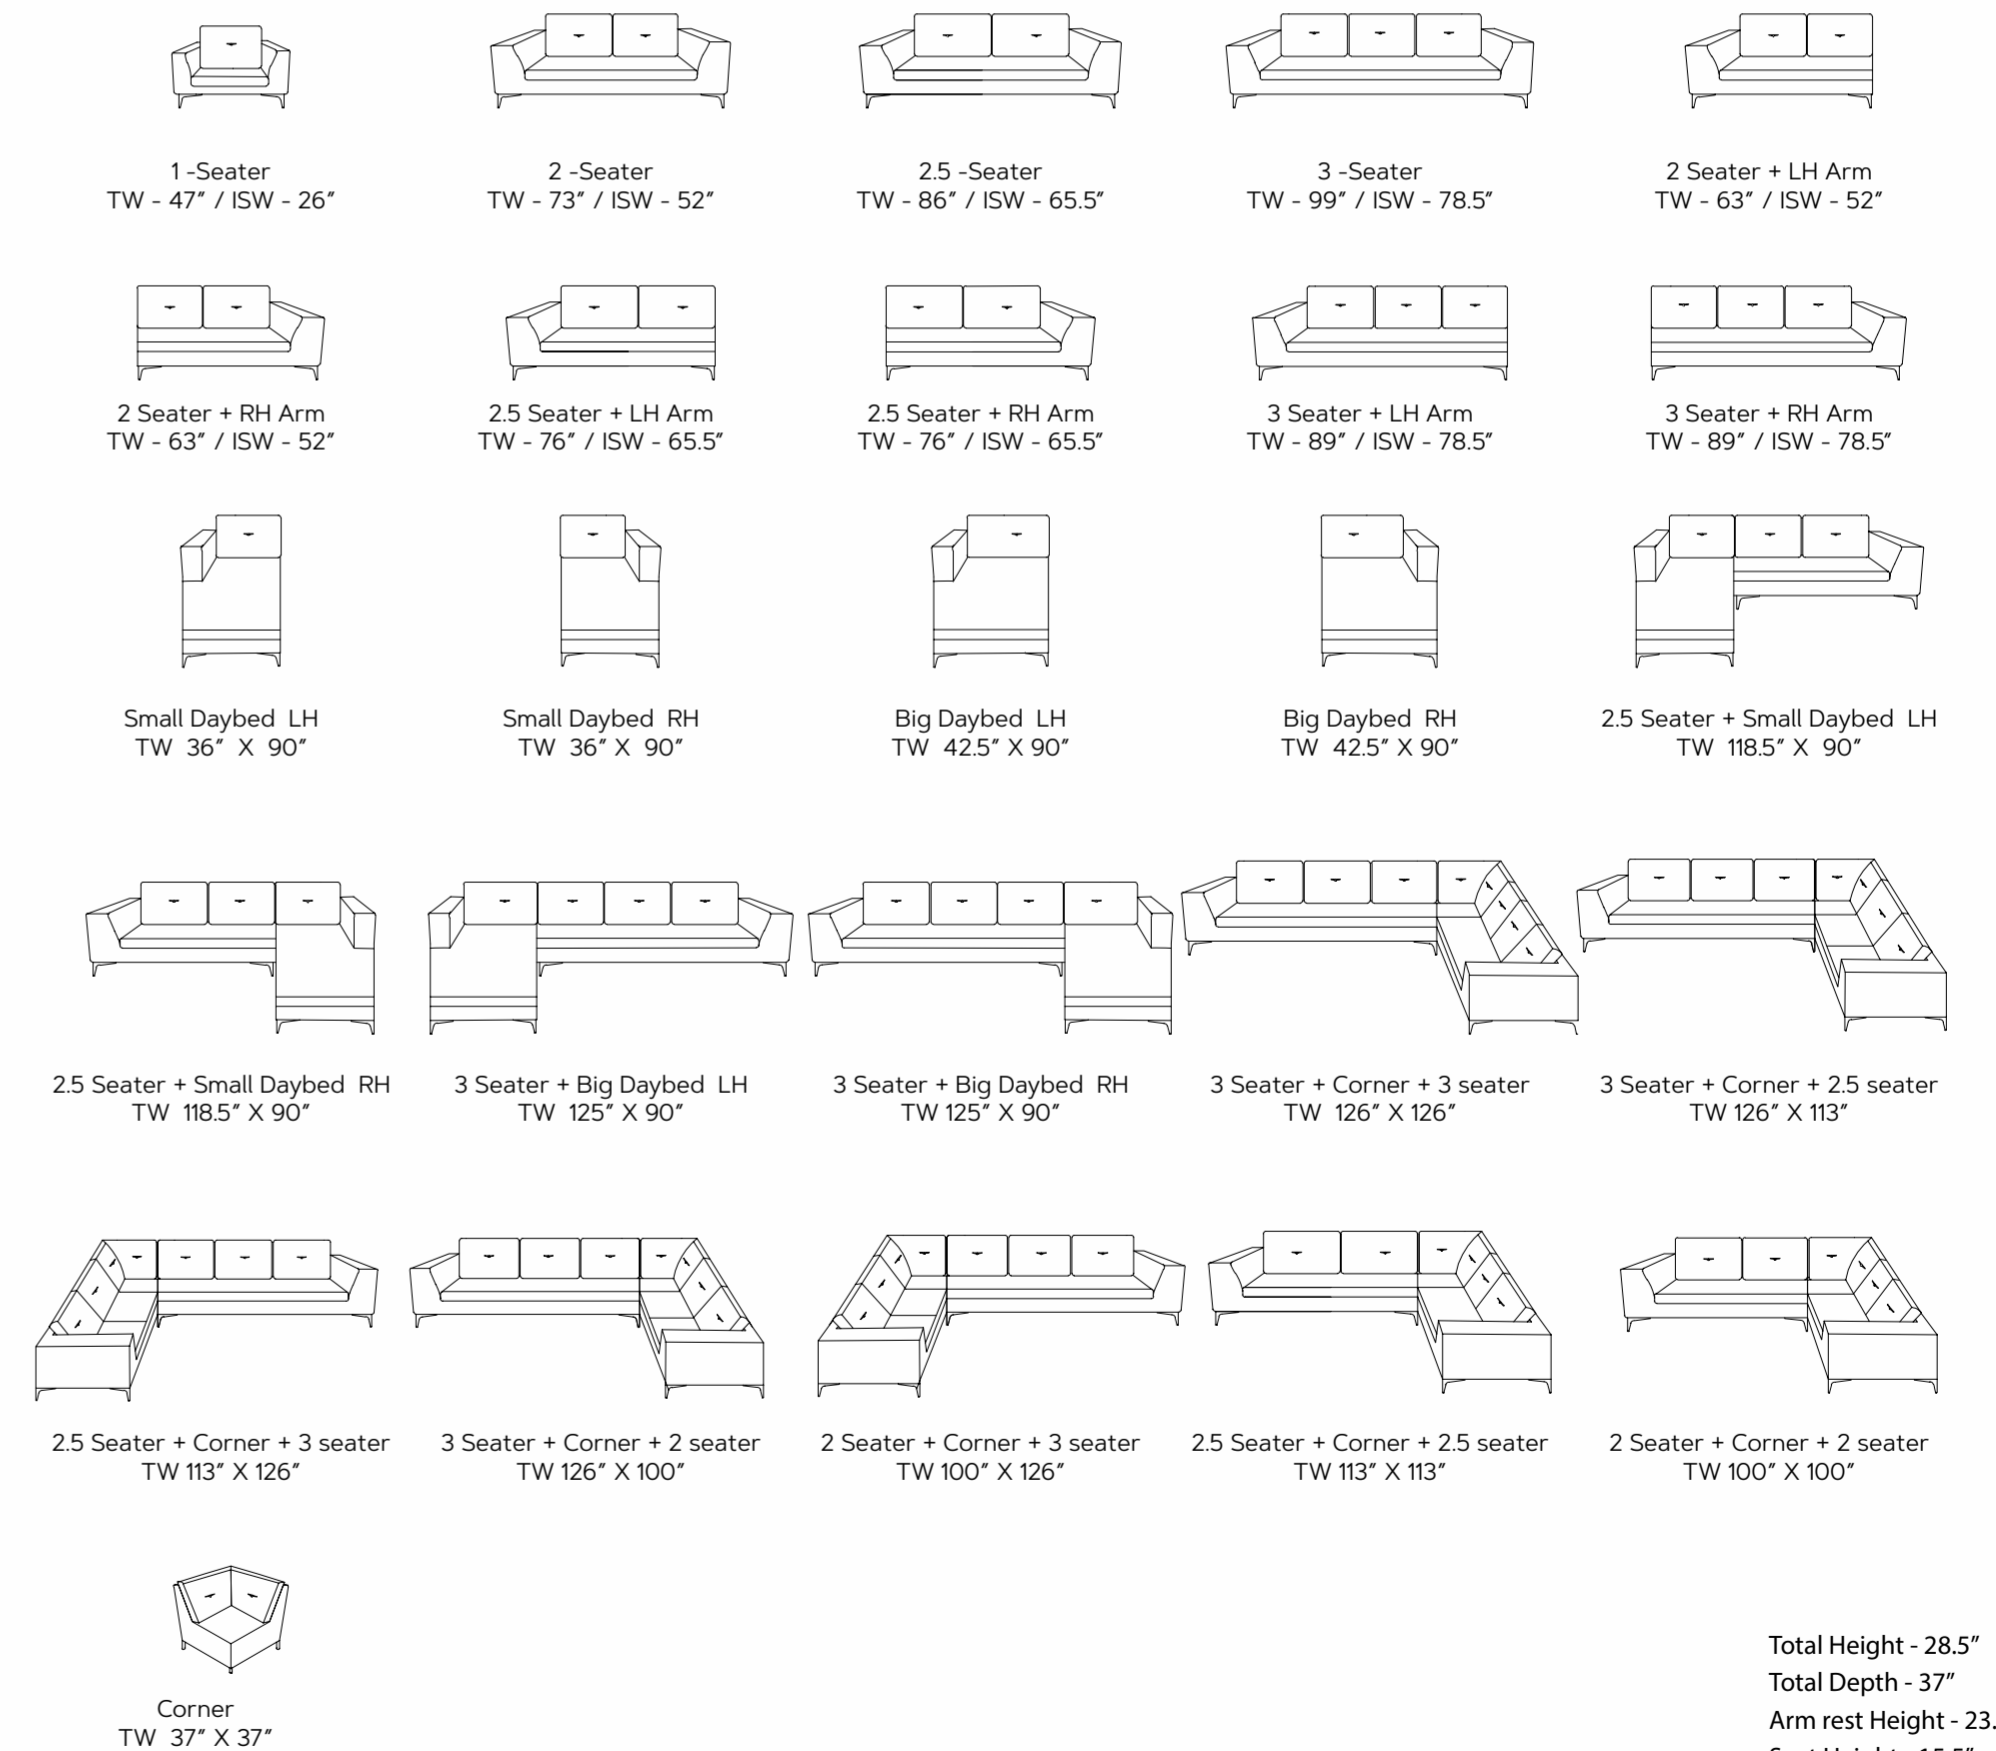 1 -Seater
TW - 47″ / ISW - 26″
2 -Seater
TW - 73″ / ISW - 52″
2.5 -Seater
TW - 86″ / ISW - 65.5″
3 -Seater
TW - 99″ / ISW - 78.5″
2 Seater + LH Arm
TW - 63″ / ISW - 52″
2 Seater + RH Arm
TW - 63″ / ISW - 52″
2.5 Seater + LH Arm
TW - 76″ / ISW - 65.5″
2.5 Seater + RH Arm
TW - 76″ / ISW - 65.5″
3 Seater + LH Arm
TW - 89″ / ISW - 78.5″
3 Seater + RH Arm
TW - 89″ / ISW - 78.5″
Small Daybed LH
TW 36″ X 90″
Small Daybed RH
TW 36″ X 90″
Big Daybed LH
TW 42.5″ X 90″
Big Daybed RH
TW 42.5″ X 90″
2.5 Seater + Small Daybed LH
TW 118.5″ X 90″
2.5 Seater + Small Daybed RH
TW 118.5″ X 90″
3 Seater + Big Daybed LH
TW 125″ X 90″
3 Seater + Big Daybed RH
TW 125″ X 90″
3 Seater + Corner + 3 seater
TW 126″ X 126″
3 Seater + Corner + 2.5 seater
TW 126″ X 113″
2.5 Seater + Corner + 3 seater
TW 113″ X 126″
3 Seater + Corner + 2 seater
TW 126″ X 100″
2 Seater + Corner + 3 seater
TW 100″ X 126″
2.5 Seater + Corner + 2.5 seater
TW 113″ X 113″
2 Seater + Corner + 2 seater
TW 100″ X 100″
Corner
TW 37″ X 37″
Total Height - 28.5″
Total Depth - 37″
Arm rest Height - 23.